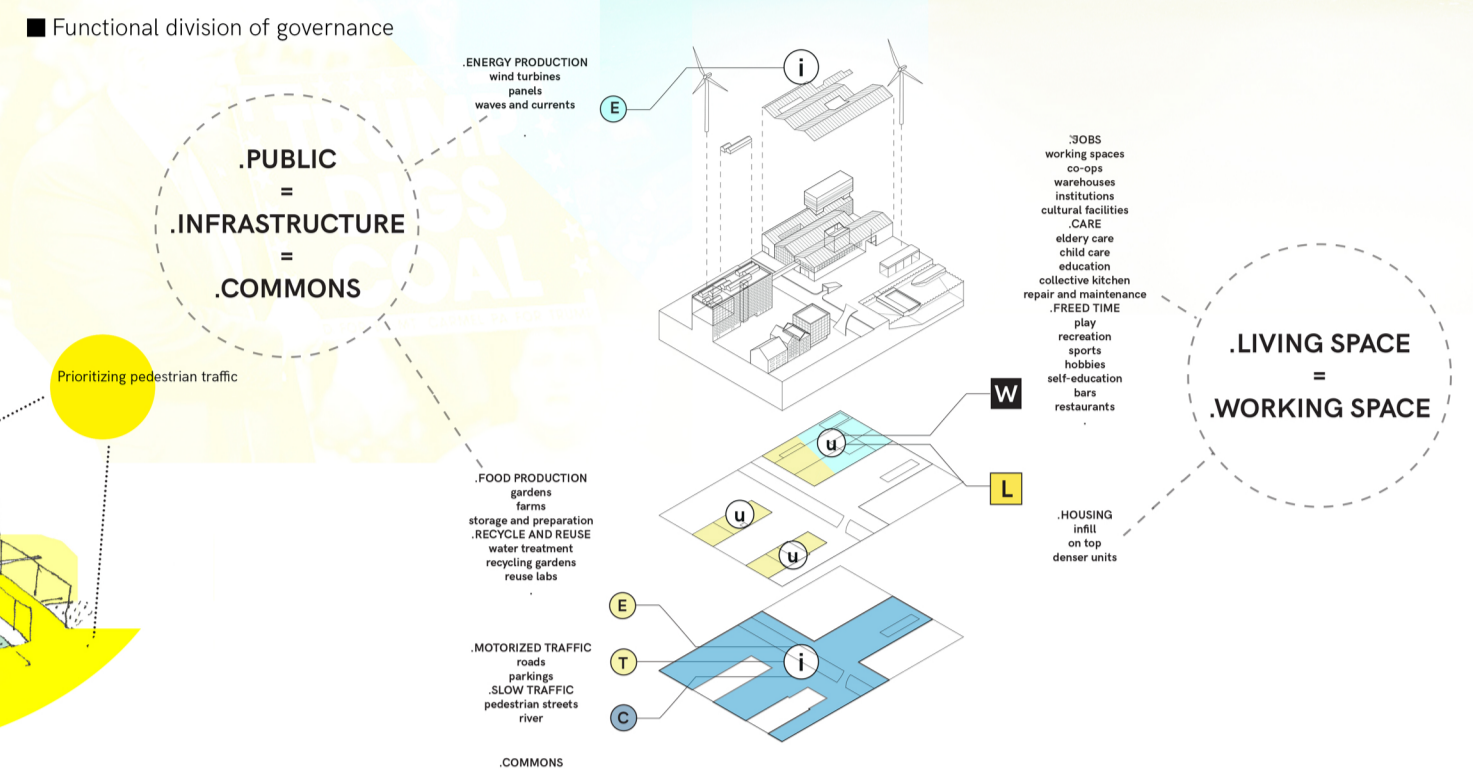 Functional division of governance
.PUBLIC
=
.INFRASTRUCTURE
=
.COMMONS
Prioritizing pedestrian traffic
.ENERGY PRODUCTION
wind turbines
panels
waves and currents
.
E
i
.FOOD PRODUCTION
gardens
farms
storage and preparation
.RECYCLE AND REUSE
water treatment
recycling gardens
reuse labs
.
.MOTORIZED TRAFFIC
roads
parkings
.SLOW TRAFFIC
pedestrian streets
river
.COMMONS
E
T
C
i
u
u
u
W
L
.JOBS
working spaces
co-ops
warehouses
institutions
cultural facilities
.CARE
eldery care
child care
education
collective kitchen
repair and maintenance
.FREED TIME
play
recreation
sports
hobbies
self-education
bars
restaurants
.
.HOUSING
infill
on top
denser units
.LIVING SPACE
=
.WORKING SPACE
TRUMP
DIGS
COAL